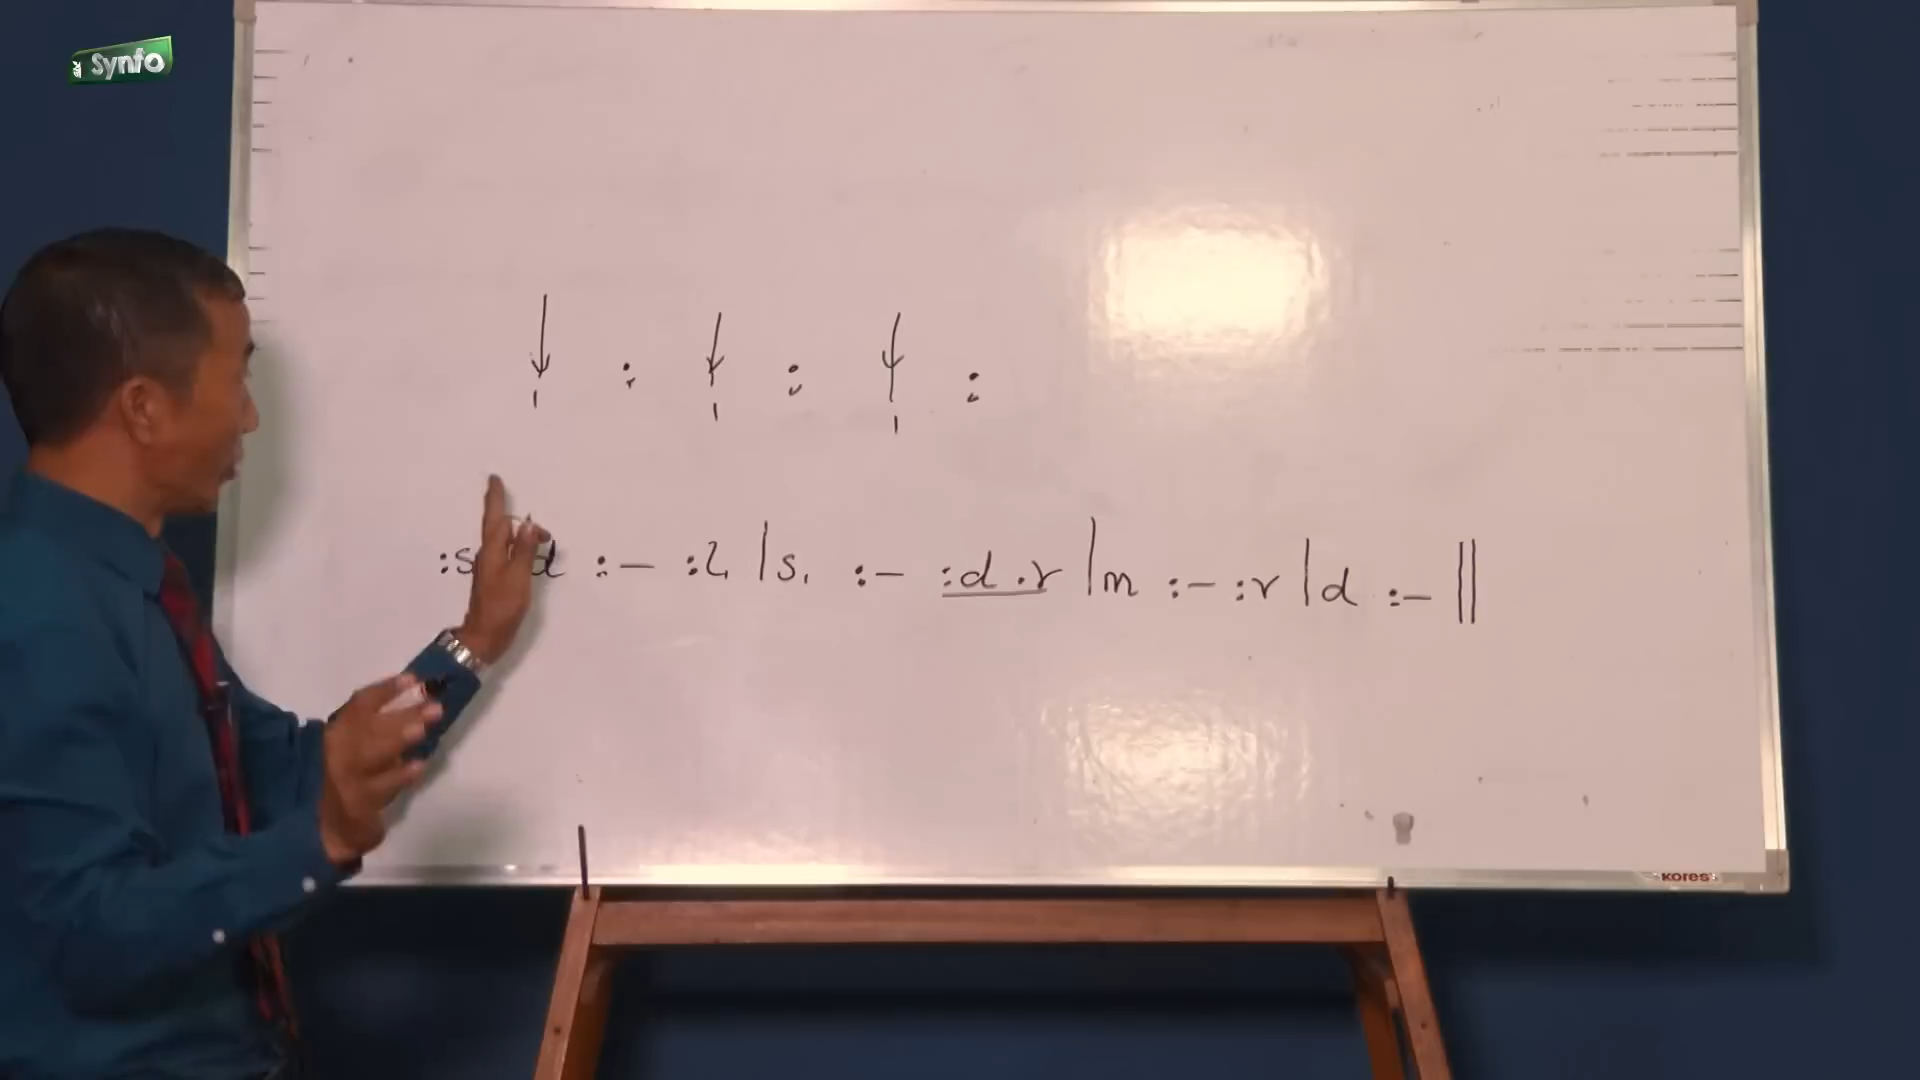 Synfo
: : :
:s d :– :l, |s, :– :d .r |m :– :r |d :– ||
KORES